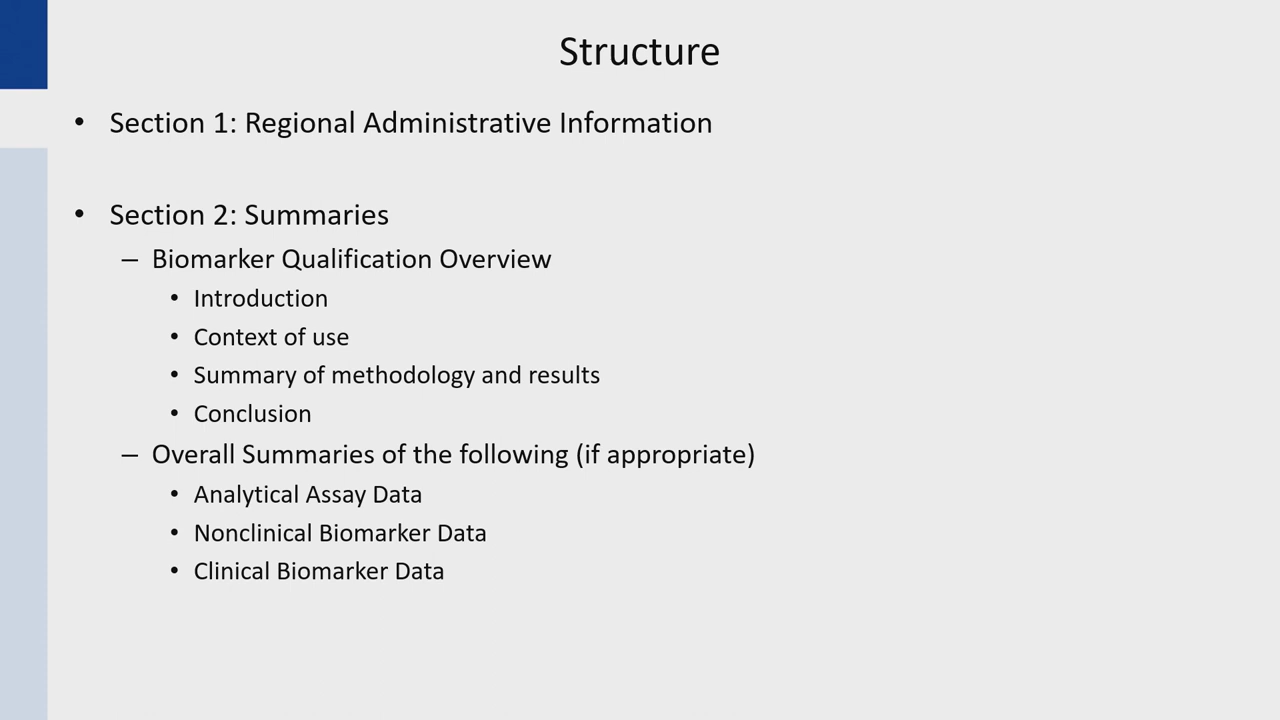 Structure
• Section 1: Regional Administrative Information
• Section 2: Summaries
– Biomarker Qualification Overview
• Introduction
• Context of use
• Summary of methodology and results
• Conclusion
– Overall Summaries of the following (if appropriate)
• Analytical Assay Data
• Nonclinical Biomarker Data
• Clinical Biomarker Data